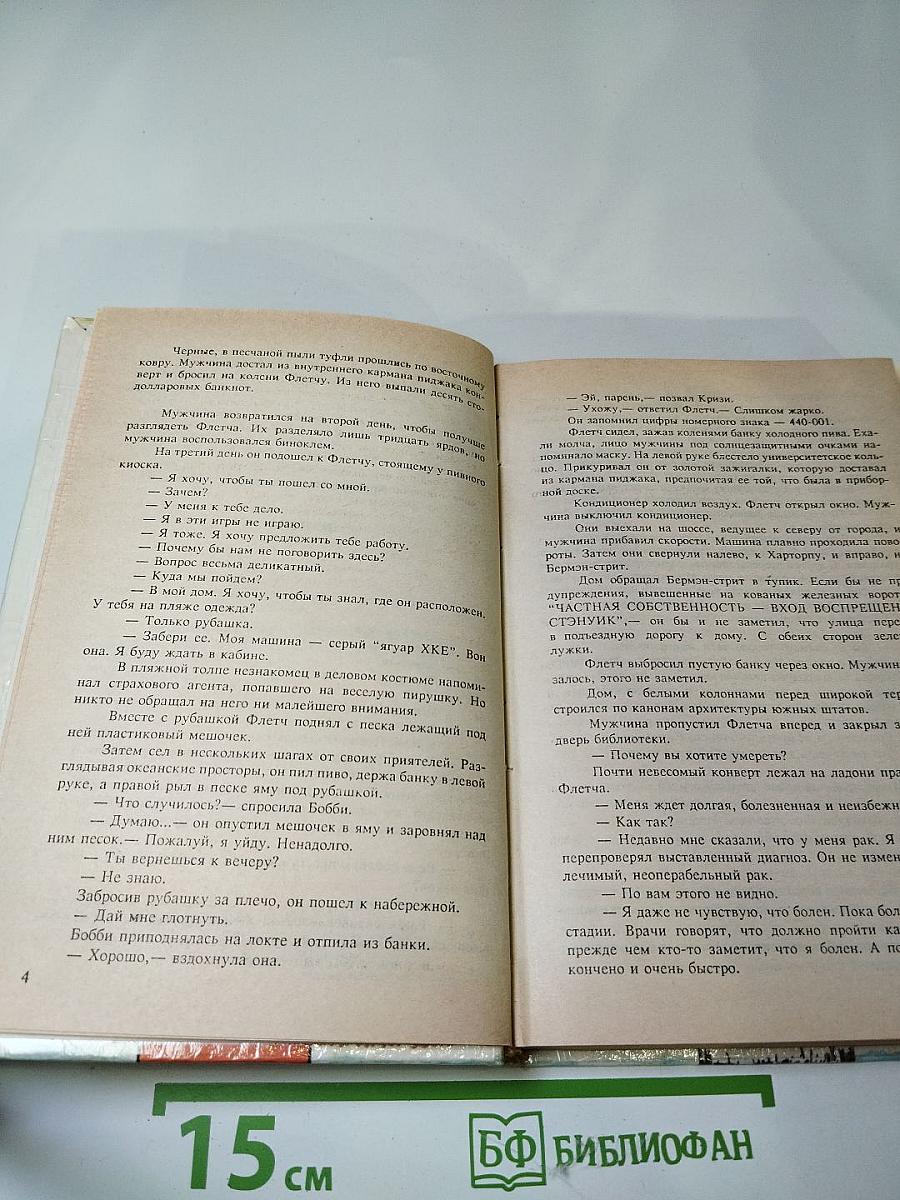 Черные, в песчаной пыли туфли прошлись по восточному
ковру. Мужчина достал из внутреннего кармана пиджака кон-
верт и бросил на колени Флетчу. Из него выпали десять сто-
долларовых банкнот.
Мужчина возвратился на второй день, чтобы получше
разглядеть Флетча. Их разделяло лишь тридцать ярдов, но
мужчина воспользовался биноклем.
На третий день он подошел к Флетчу, стоящему у пивного
киоска.
— Я хочу, чтобы ты пошел со мной.
— Зачем?
— У меня к тебе дело.
— Я в эти игры не играю.
— Я тоже. Я хочу предложить тебе работу.
— Почему бы нам не поговорить здесь?
— Вопрос весьма деликатный.
— Куда мы пойдем?
— В мой дом. Я хочу, чтобы ты знал, где он расположен.
У тебя на пляже одежда?
— Только рубашка.
— Забери ее. Моя машина — серый “ягуар ХКЕ”. Вон
она. Я буду ждать в кабине.
В пляжной толпе незнакомец в деловом костюме напоми-
нал страхового агента, попавшего на веселую пирушку. Но
никто не обращал на него ни малейшего внимания.
Вместе с рубашкой Флетч поднял с песка лежащий под
ней пластиковый мешочек.
Затем сел в нескольких шагах от своих приятелей. Раз-
глядывая океанские просторы, он пил пиво, держа банку в левой
руке, а правой рыл в песке яму под рубашкой.
— Что случилось?— спросила Бобби.
— Думаю...— он опустил мешочек в яму и заровнял над
ним песок.— Пожалуй, я уйду. Ненадолго.
— Ты вернешься к вечеру?
— Не знаю.
Забросив рубашку за плечо, он пошел к набережной.
— Дай мне глотнуть.
Бобби приподнялась на локте и отпила из банки.
— Хорошо,— вздохнула она.
4
— Эй, парень,— позвал Кризи.
— Ухожу,— ответил Флетч.— Слишком жарко.
Он запомнил цифры номерного знака — 440-001.
Флетч сидел, зажав коленями банку холодного пива. Еха-
ли молча, лицо мужчины под солнцезащитными очками на-
поминало маску. На левой руке блестело университетское коль-
цо. Прикуривал он от золотой зажигалки, которую доставал
из кармана пиджака, предпочитая ее той, что была в прибор-
ной доске.
Кондиционер холодил воздух. Флетч открыл окно. Муж-
чина выключил кондиционер.
Они выехали на шоссе, ведущее к северу от города, и
мужчина прибавил скорости. Машина плавно проходила пово
роты. Затем они свернули налево, к Харторпу, и вправо, н
Бермэн-стрит.
Дом обращал Бермэн-стрит в тупик. Если бы не пр
дупреждения, вывешенные на кованых железных ворот
“ЧАСТНАЯ СОБСТВЕННОСТЬ — ВХОД ВОСПРЕЩЕН
СТЭНУИК”,— он бы и не заметил, что улица пере
в подъездную дорогу к дому. С обеих сторон зеле
лужки.
Флетч выбросил пустую банку через окно. Мужчин
залось, этого не заметил.
Дом, с белыми колоннами перед широкой тер
строился по канонам архитектуры южных штатов.
Мужчина пропустил Флетча вперед и закрыл з
дверь библиотеки.
— Почему вы хотите умереть?
Почти невесомый конверт лежал на ладони пра
Флетча.
— Меня ждет долгая, болезненная и неизбежн
— Как так?
— Недавно мне сказали, что у меня рак. Я
перепроверял выставленный диагноз. Он не измен
лечимый, неоперабельный рак.
— По вам этого не видно.
— Я даже не чувствую, что болен. Пока бол
стадии. Врачи говорят, что должно пройти ка
прежде чем кто-то заметит, что я болен. А по
кончено и очень быстро.
15 см
БФ БИБЛИОФАН